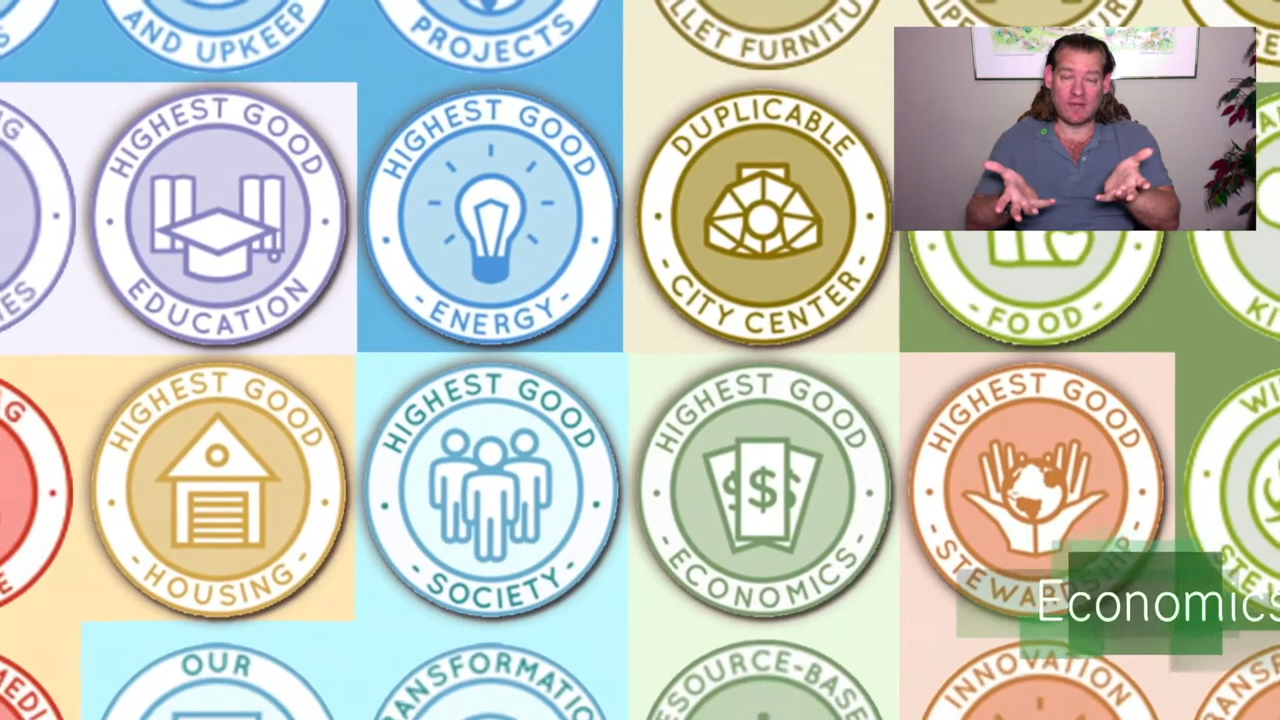 AND UPKEEP
PROJECTS
HIGHEST GOOD
EDUCATION
HIGHEST GOOD
- ENERGY -
DUPLICABLE
- CITY CENTER -
- FOOD -
HIGHEST GOOD
- HOUSING -
HIGHEST GOOD
- SOCIETY -
HIGHEST GOOD
$ $ $
- ECONOMICS -
HIGHEST GOOD
- STEWARDSHIP -
Economics
OUR
INNOVATION